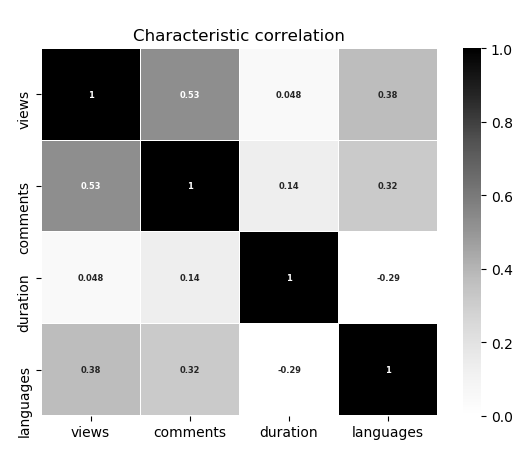 Characteristic correlation
views 1 0.53 0.048 0.38
comments 0.53 1 0.14 0.32
duration 0.048 0.14 1 -0.29
languages 0.38 0.32 -0.29 1
views comments duration languages
1.0
0.8
0.6
0.4
0.2
0.0